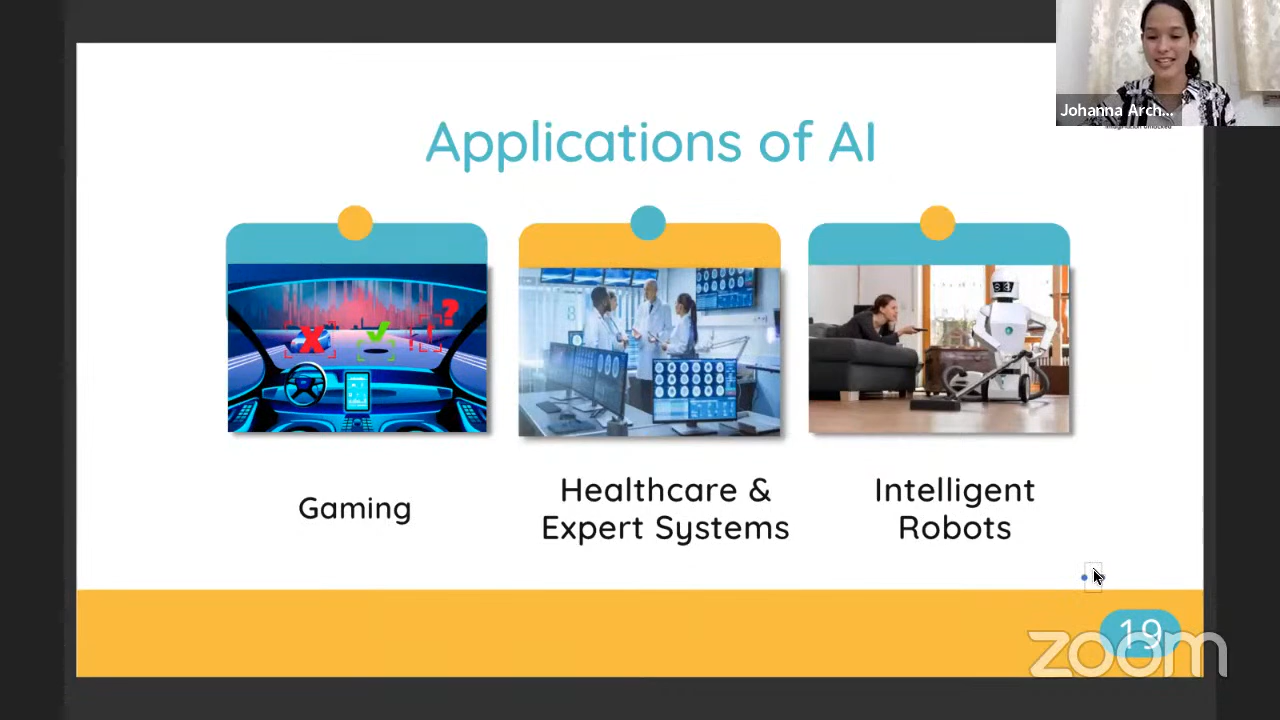 Johanna Arch...
Applications of AI
X
?
Gaming
Healthcare &
Expert Systems
Intelligent
Robots
19
zoom